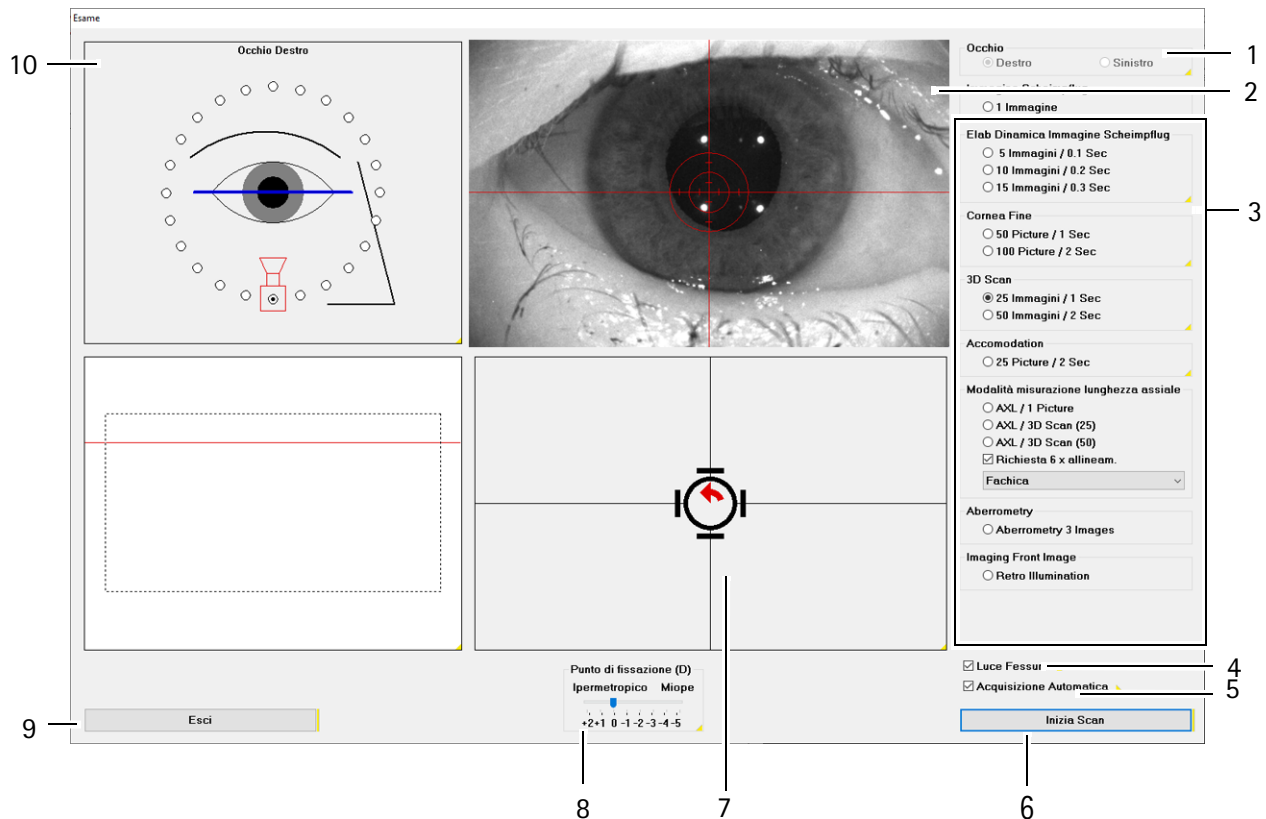 Esame
Occhio Destro
Occhio
Destro
Sinistro
1 Immagine
Elab Dinamica Immagine Scheimpflug
5 Immagini / 0.1 Sec
10 Immagini / 0.2 Sec
15 Immagini / 0.3 Sec
Cornea Fine
50 Picture / 1 Sec
100 Picture / 2 Sec
3D Scan
25 Immagini / 1 Sec
50 Immagini / 2 Sec
Accomodation
25 Picture / 2 Sec
Modalità misurazione lunghezza assiale
AXL / 1 Picture
AXL / 3D Scan (25)
AXL / 3D Scan (50)
Richiesta 6 x allineam.
Fachica
Aberrometry
Aberrometry 3 Images
Imaging Front Image
Retro Illumination
Luce Fessur
Acquisizione Automatica
Inizia Scan
Punto di fissazione (D)
Ipermetropico Miope
+2 +1 0 -1 -2 -3 -4 -5
Esci
1
2
3
4
5
6
7
8
9
10